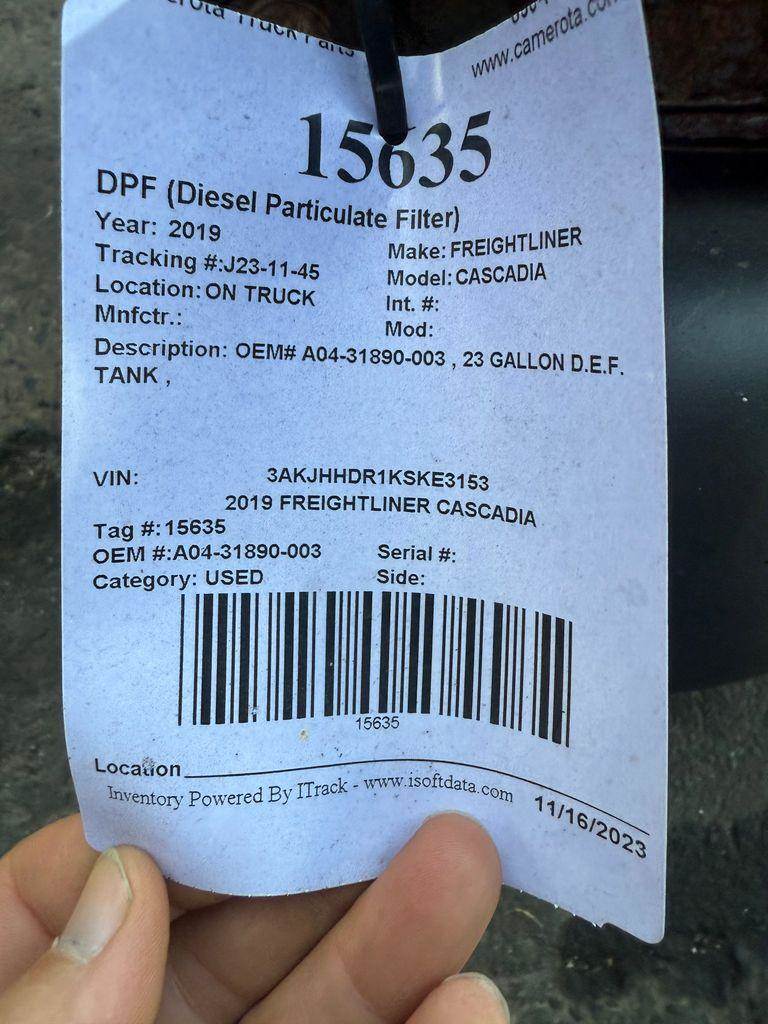 Truck Parts
www.camerota.co
15635
DPF (Diesel Particulate Filter)
Year: 2019
Make: FREIGHTLINER
Tracking #:J23-11-45
Model: CASCADIA
Location: ON TRUCK
Int. #:
Mnfctr.:
Mod:
Description: OEM# A04-31890-003 , 23 GALLON D.E.F.
TANK ,
VIN: 3AKJHHDR1KSKE3153
2019 FREIGHTLINER CASCADIA
Tag #:15635
OEM #:A04-31890-003 Serial #:
Category: USED Side:
15635
Location
Inventory Powered By ITrack - www.isoftdata.com 11/16/2023